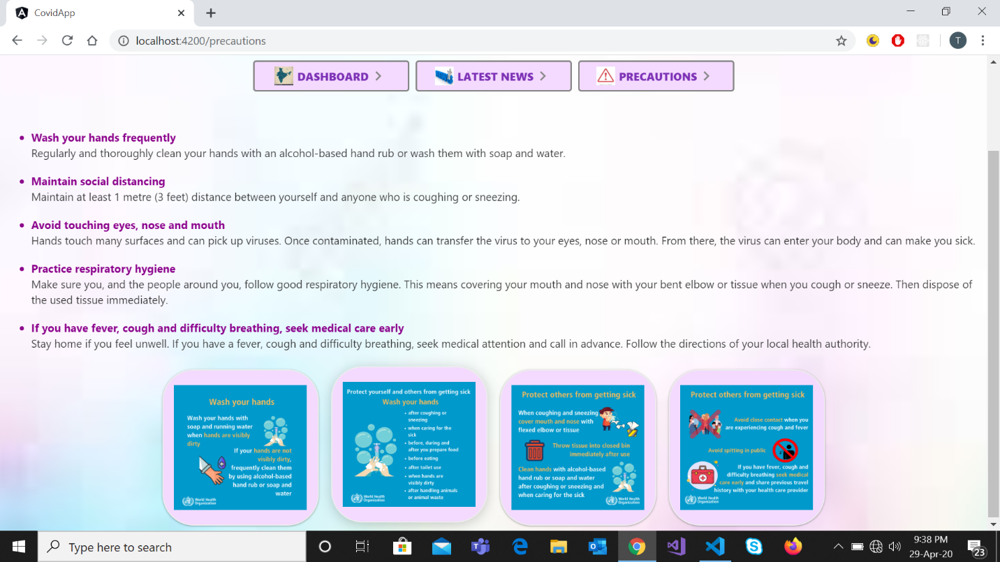 CovidApp
localhost:4200/precautions
T
DASHBOARD
LATEST NEWS
PRECAUTIONS
Wash your hands frequently
Regularly and thoroughly clean your hands with an alcohol-based hand rub or wash them with soap and water.
Maintain social distancing
Maintain at least 1 metre (3 feet) distance between yourself and anyone who is coughing or sneezing.
Avoid touching eyes, nose and mouth
Hands touch many surfaces and can pick up viruses. Once contaminated, hands can transfer the virus to your eyes, nose or mouth. From there, the virus can enter your body and can make you sick.
Practice respiratory hygiene
Make sure you, and the people around you, follow good respiratory hygiene. This means covering your mouth and nose with your bent elbow or tissue when you cough or sneeze. Then dispose of
the used tissue immediately.
If you have fever, cough and difficulty breathing, seek medical care early
Stay home if you feel unwell. If you have a fever, cough and difficulty breathing, seek medical attention and call in advance. Follow the directions of your local health authority.
Wash your hands
Wash your hands with
soap and running water
when hands are visibly
dirty
If your hands are not
visibly dirty,
frequently clean them
by using alcohol-based
hand rub or soap and
water
World Health
Organization
Protect yourself and others from getting sick
Wash your hands
• after coughing or
sneezing
• when caring for the
sick
• before, during and
after you prepare food
• before eating
• after toilet use
• when hands are
visibly dirty
• after handling animals
or animal waste
World Health
Organization
Protect others from getting sick
When coughing and sneezing
cover mouth and nose with
flexed elbow or tissue
Throw tissue into closed bin
immediately after use
Clean hands with alcohol-based
hand rub or soap and water
after coughing or sneezing and
when caring for the sick
World Health
Organization
Protect others from getting sick
Avoid close contact when you
are experiencing cough and fever
Avoid spitting in public
If you have fever, cough and
difficulty breathing seek medical
care early and share previous travel
history with your health care provider
World Health
Organization
Type here to search
9:38 PM
29-Apr-20
23